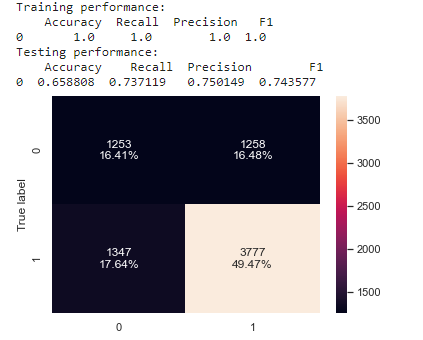 Training performance:
Accuracy Recall Precision F1
0 1.0 1.0 1.0 1.0
Testing performance:
Accuracy Recall Precision F1
0 0.658808 0.737119 0.750149 0.743577
1253
16.41%
1258
16.48%
1347
17.64%
3777
49.47%
True label
0
1
0
1
3500
3000
2500
2000
1500